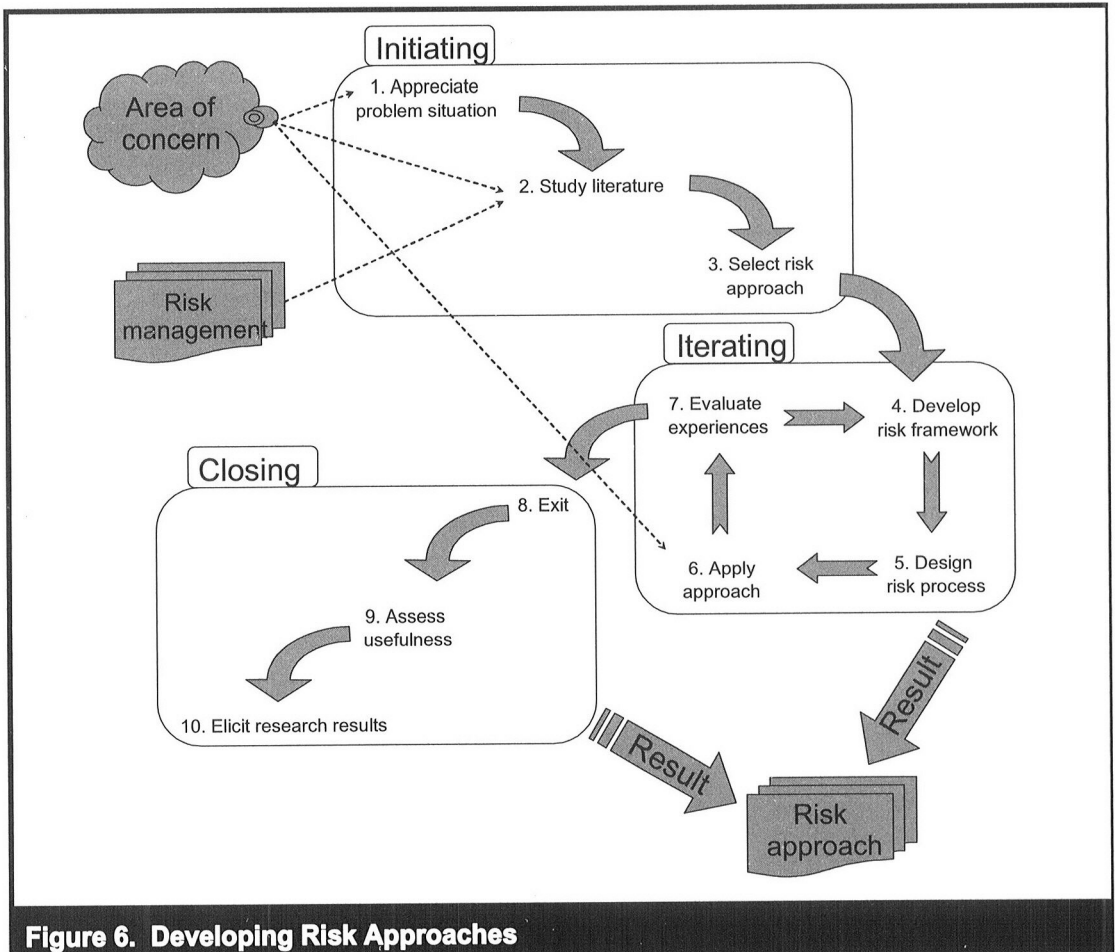 Initiating
1. Appreciate
problem situation
Area of
concern
2. Study literature
3. Select risk
approach
Risk
management
Iterating
7. Evaluate
experiences
4. Develop
risk framework
Closing
8. Exit
6. Apply
approach
5. Design
risk process
9. Assess
usefulness
10. Elicit research results
Result
Result
Risk
approach
Figure 6. Developing Risk Approaches